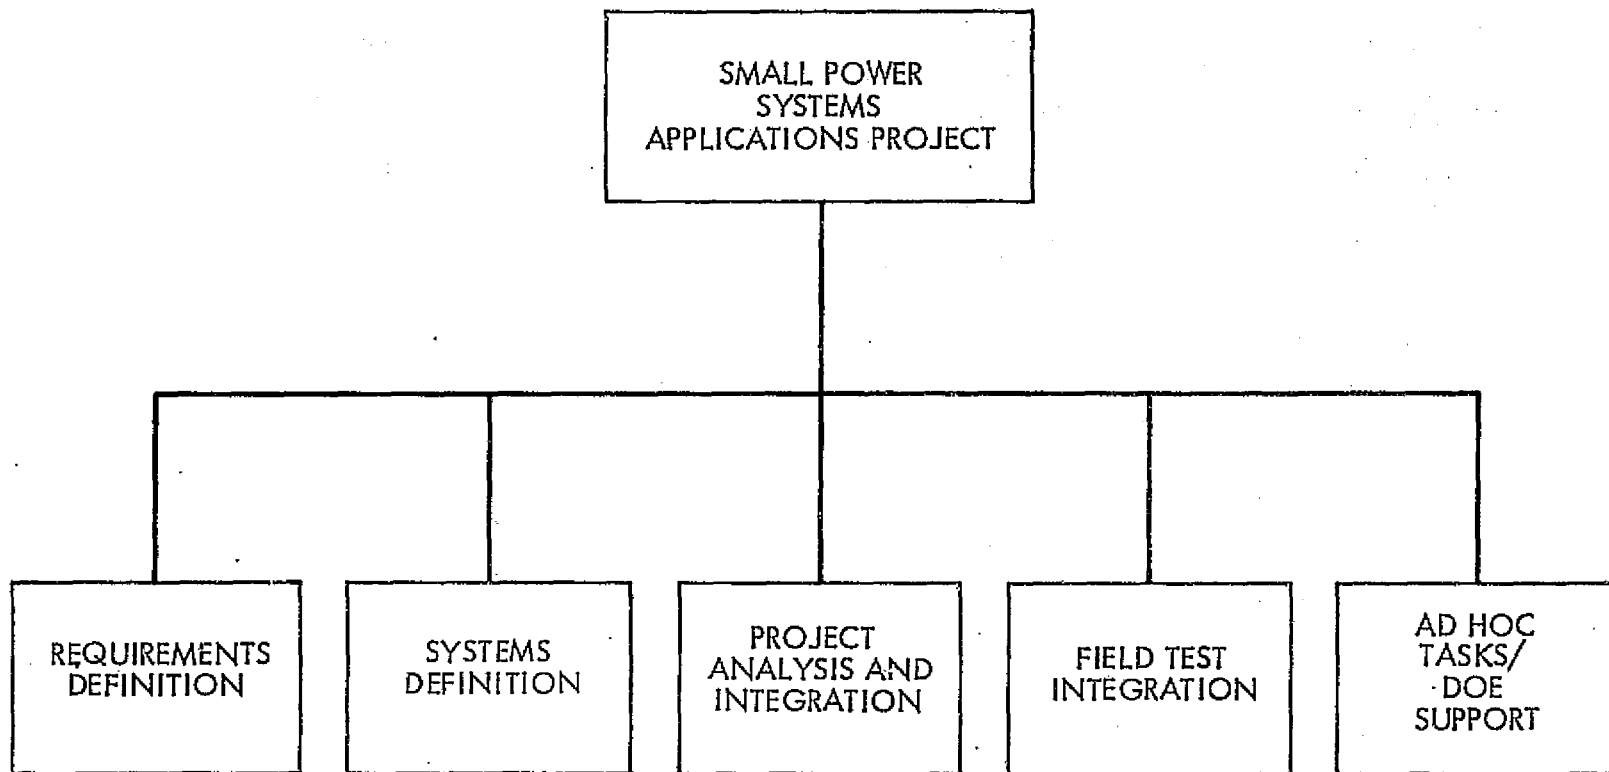 SMALL POWER
SYSTEMS
APPLICATIONS PROJECT
REQUIREMENTS
DEFINITION
SYSTEMS
DEFINITION
PROJECT
ANALYSIS AND
INTEGRATION
FIELD TEST
INTEGRATION
AD HOC
TASKS/
DOE
SUPPORT